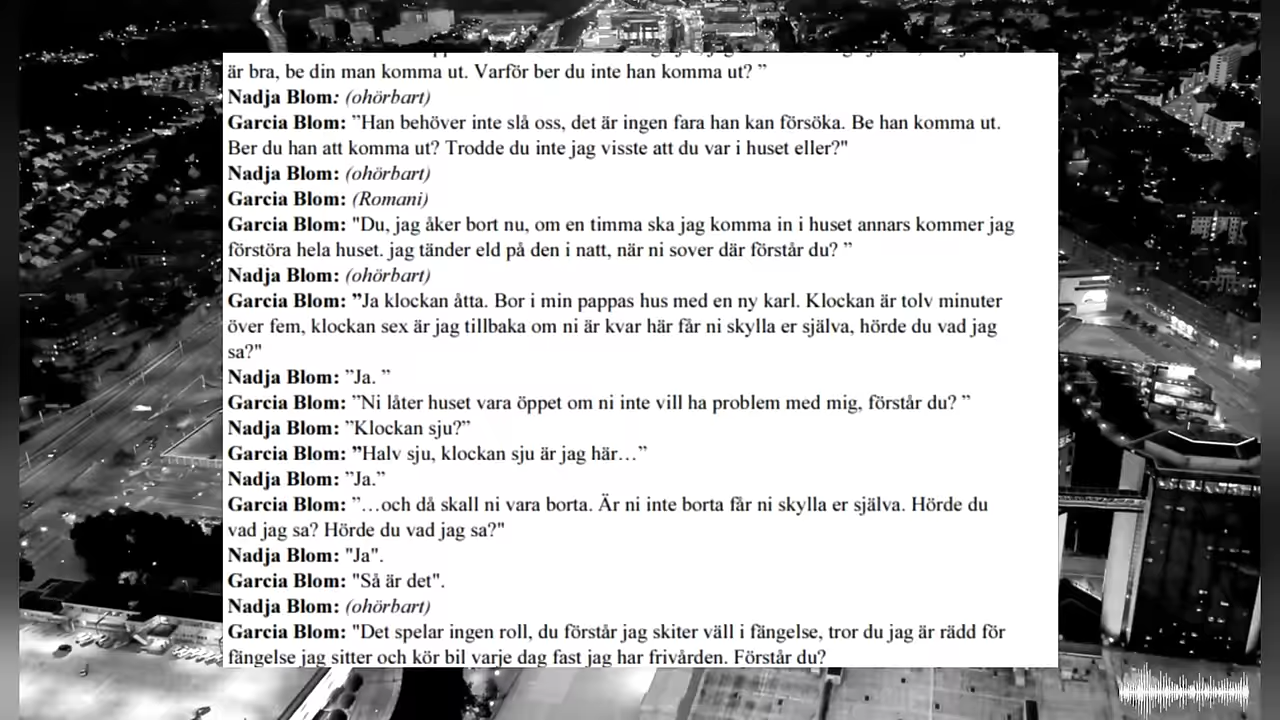 är bra, be din man komma ut. Varför ber du inte han komma ut? ”
Nadja Blom: (ohörbart)
Garcia Blom: ”Han behöver inte slå oss, det är ingen fara han kan försöka. Be han komma ut.
Ber du han att komma ut? Trodde du inte jag visste att du var i huset eller?"
Nadja Blom: (ohörbart)
Garcia Blom: (Romani)
Garcia Blom: "Du, jag åker bort nu, om en timma ska jag komma in i huset annars kommer jag
förstöra hela huset. jag tänder eld på den i natt, när ni sover där förstår du? ”
Nadja Blom: (ohörbart)
Garcia Blom: ”Ja klockan åtta. Bor i min pappas hus med en ny karl. Klockan är tolv minuter
över fem, klockan sex är jag tillbaka om ni är kvar här får ni skylla er själva, hörde du vad jag
sa?"
Nadja Blom: ”Ja. ”
Garcia Blom: ”Ni låter huset vara öppet om ni inte vill ha problem med mig, förstår du? ”
Nadja Blom: ”Klockan sju?”
Garcia Blom: ”Halv sju, klockan sju är jag här…”
Nadja Blom: ”Ja.”
Garcia Blom: ”…och då skall ni vara borta. Är ni inte borta får ni skylla er själva. Hörde du
vad jag sa? Hörde du vad jag sa?"
Nadja Blom: "Ja".
Garcia Blom: "Så är det".
Nadja Blom: (ohörbart)
Garcia Blom: "Det spelar ingen roll, du förstår jag skiter väll i fängelse, tror du jag är rädd för
fängelse jag sitter och kör bil varje dag fast jag har frivården. Förstår du?